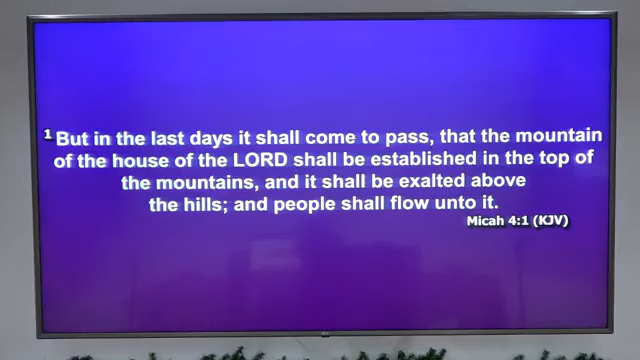 1 But in the last days it shall come to pass, that the mountain
of the house of the LORD shall be established in the top of
the mountains, and it shall be exalted above
the hills; and people shall flow unto it.
Micah 4:1 (KJV)